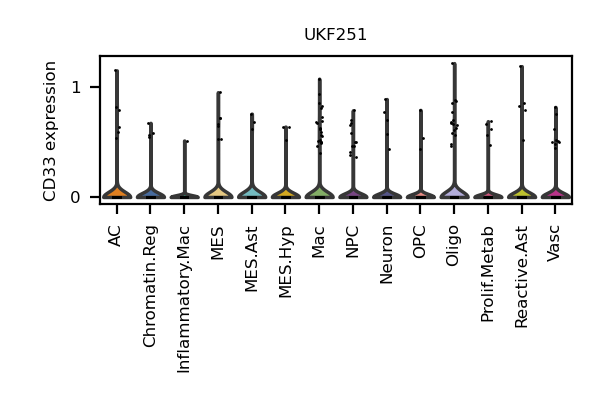 UKF251
CD33 expression
1
0
AC
Chromatin.Reg
Inflammatory.Mac
MES
MES.Ast
MES.Hyp
Mac
NPC
Neuron
OPC
Oligo
Prolif.Metab
Reactive.Ast
Vasc